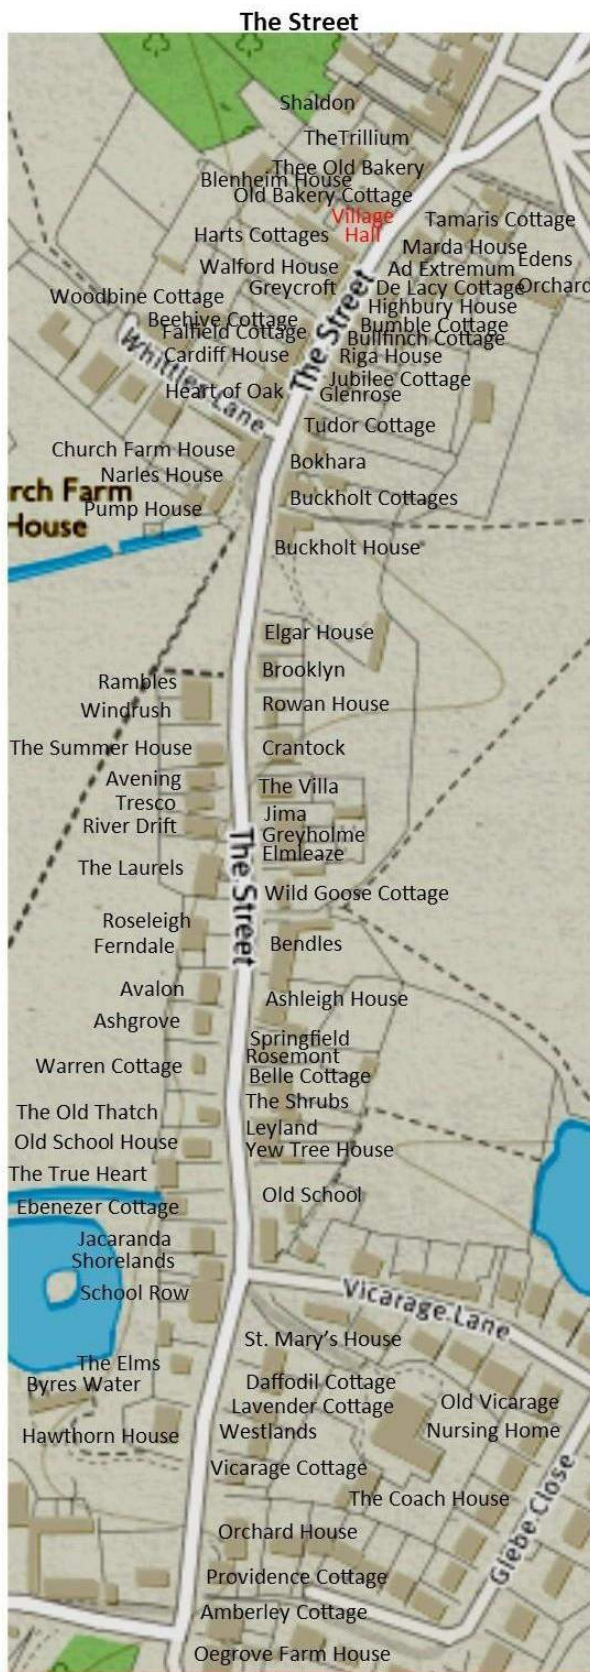 The Street
Shaldon
TheTrillium
Thee Old Bakery
Blenheim House
Old Bakery Cottage
Village
Hall
Tamaris Cottage
Harts Cottages
Marda House
Edens
Orchard
Walford House
Ad Extremum
Greycroft
De Lacy Cottage
Woodbine Cottage
Highbury House
Beehive Cottage
Bumble Cottage
Falfield Cottage
Bullfinch Cottage
Cardiff House
Riga House
The Street
Whittles Lane
Jubilee Cottage
Heart of Oak
Glenrose
Tudor Cottage
Church Farm House
Bokhara
Narles House
rch Farm
House
Buckholt Cottages
Pump House
Buckholt House
Elgar House
Brooklyn
Rambles
Windrush
Rowan House
The Summer House
Crantock
Avening
The Villa
Tresco
Jima
River Drift
Greyholme
Elmleaze
The Laurels
The Street
Wild Goose Cottage
Roseleigh
Ferndale
Bendles
Avalon
Ashleigh House
Ashgrove
Springfield
Rosemont
Warren Cottage
Belle Cottage
The Shrubs
The Old Thatch
Leyland
Old School House
Yew Tree House
The True Heart
Old School
Ebenezer Cottage
Jacaranda
Shorelands
School Row
Vicarage Lane
St. Mary's House
The Elms
Byres Water
Daffodil Cottage
Lavender Cottage
Old Vicarage
Nursing Home
Hawthorn House
Westlands
Vicarage Cottage
The Coach House
Glebe Close
Orchard House
Providence Cottage
Amberley Cottage
Oegrove Farm House